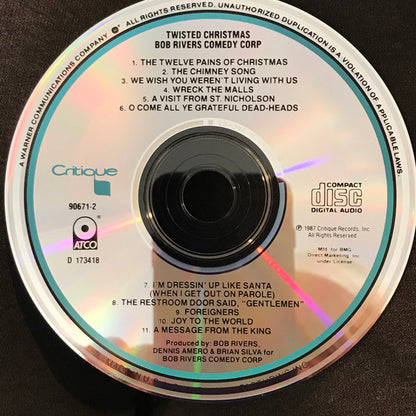 A WARNER COMMUNICATIONS COMPANY ALL RIGHTS RESERVED. UNAUTHORIZED DUPLICATION IS A VIOLATION OF APPLICABLE LAWS.
TWISTED CHRISTMAS
BOB RIVERS COMEDY CORP
1. THE TWELVE PAINS OF CHRISTMAS
2. THE CHIMNEY SONG
3. WE WISH YOU WEREN'T LIVING WITH US
4. WRECK THE MALLS
5. A VISIT FROM ST. NICHOLSON
6. O COME ALL YE GRATEFUL DEAD-HEADS
Critique
90671-2
ATCO
D 173418
COMPACT
disc
DIGITAL AUDIO
℗ 1987 Critique Records, Inc.
All Rights Reserved.
Mfd. for BMG
Direct Marketing, Inc.
under License
7. I'M DRESSIN' UP LIKE SANTA
(WHEN I GET OUT ON PAROLE)
8. THE RESTROOM DOOR SAID, "GENTLEMEN"
9. FOREIGNERS
10. JOY TO THE WORLD
11. A MESSAGE FROM THE KING
Produced by: BOB RIVERS,
DENNIS AMERO & BRIAN SILVA for
BOB RIVERS COMEDY CORP